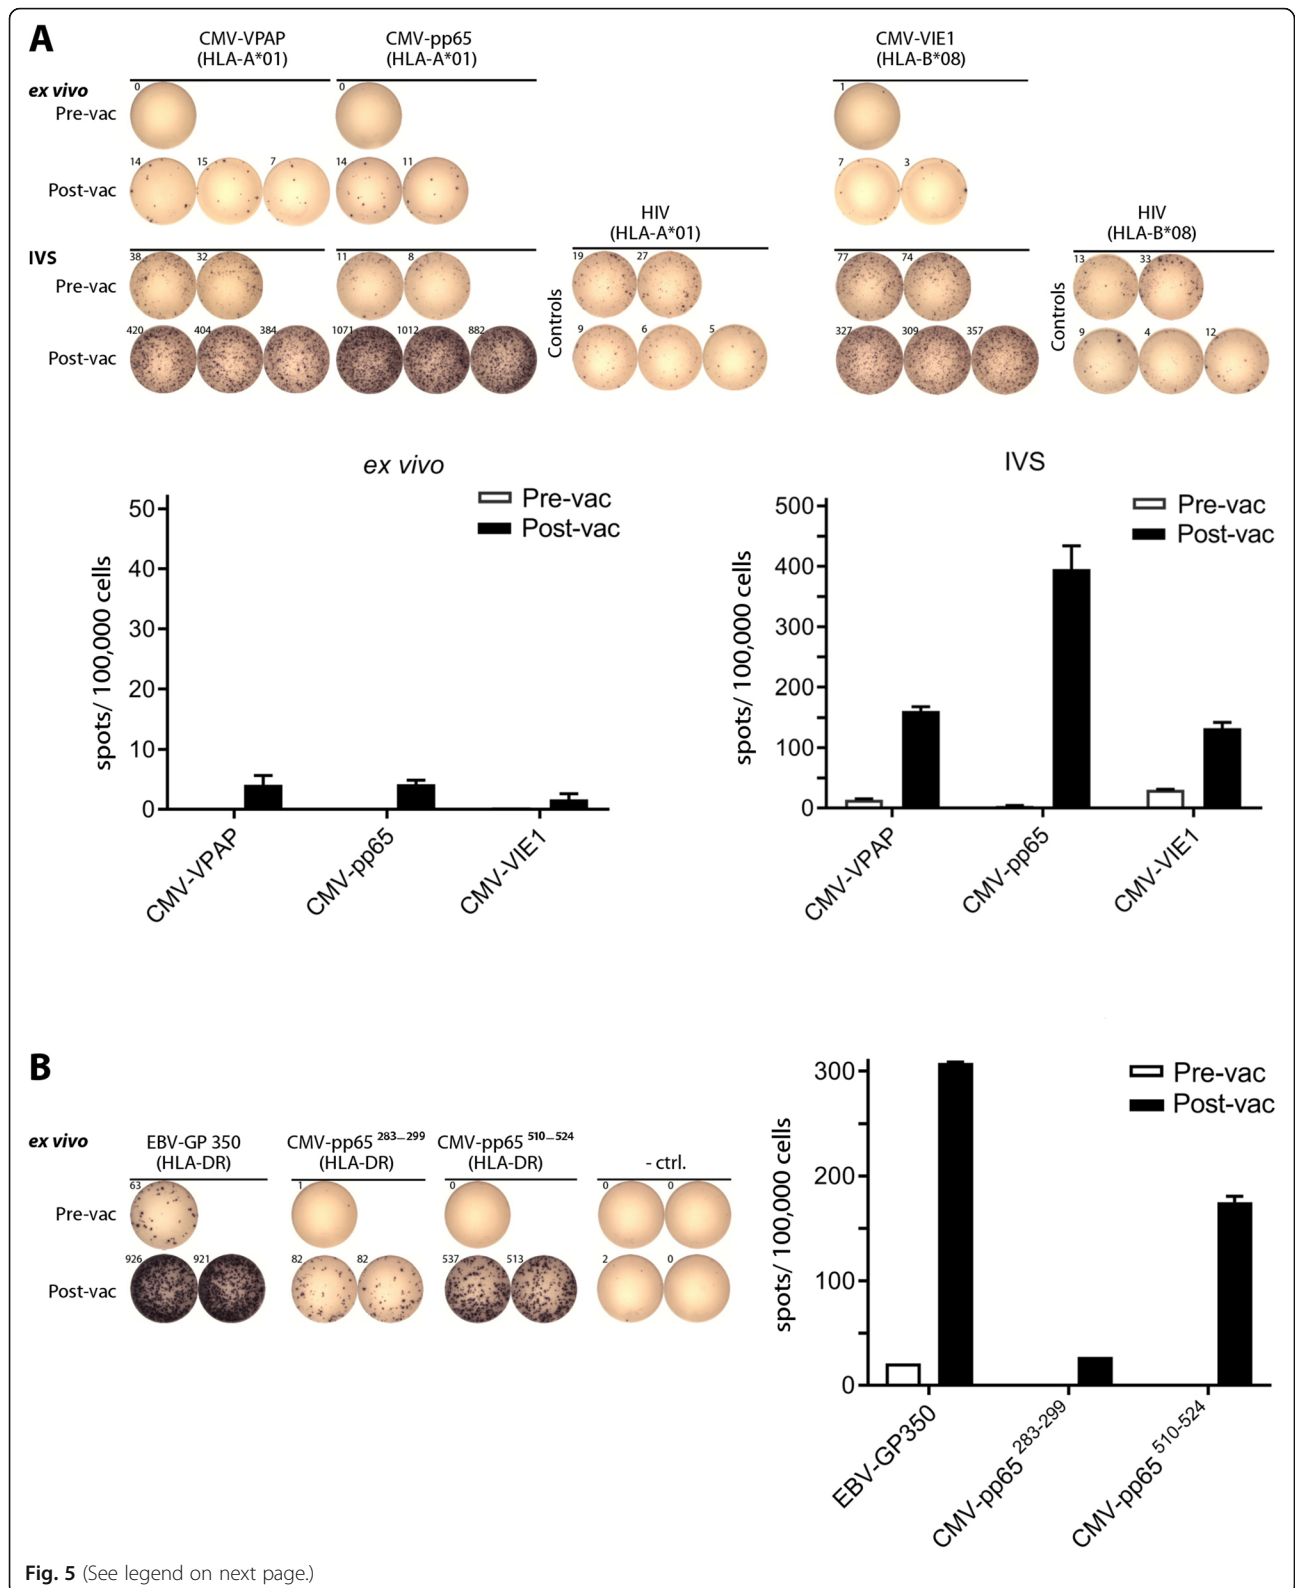 A
CMV-VPAP
(HLA-A*01)
CMV-pp65
(HLA-A*01)
CMV-VIE1
(HLA-B*08)
ex vivo
Pre-vac
0
0
1
Post-vac
14 15 7
14 11
7 3
HIV
(HLA-A*01)
HIV
(HLA-B*08)
IVS
Pre-vac
38 32
11 8
19 27
77 74
13 33
Controls
Controls
Post-vac
420 404 384
1071 1012 882
9 6 5
327 309 357
9 4 12
ex vivo
Pre-vac
Post-vac
spots/ 100,000 cells
50
40
30
20
10
0
CMV-VPAP
CMV-pp65
CMV-VIE1
IVS
Pre-vac
Post-vac
spots/ 100,000 cells
500
400
300
200
100
0
CMV-VPAP
CMV-pp65
CMV-VIE1
B
ex vivo
EBV-GP 350
(HLA-DR)
CMV-pp65 283–299
(HLA-DR)
CMV-pp65 510–524
(HLA-DR)
- ctrl.
Pre-vac
63
1
0
0 0
Post-vac
926 921
82 82
537 513
2 0
Pre-vac
Post-vac
spots/ 100,000 cells
300
200
100
0
EBV-GP350
CMV-pp65 283-299
CMV-pp65 510-524
Fig. 5 (See legend on next page.)